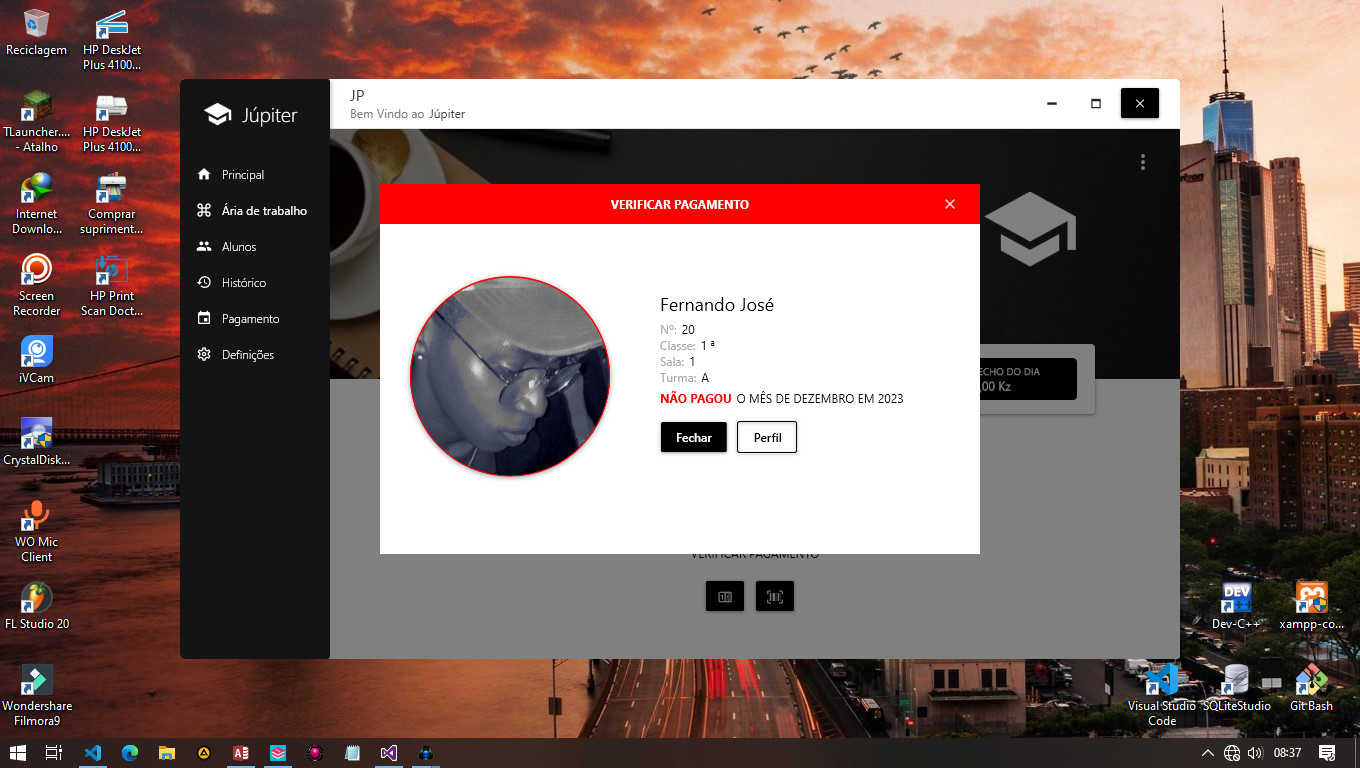 Reciclagem
HP DeskJet
Plus 4100...
TLauncher....
- Atalho
HP DeskJet
Plus 4100...
Internet
Downlo...
Comprar
supriment...
Screen
Recorder
HP Print
Scan Doct...
iVCam
CrystalDisk...
WO Mic
Client
FL Studio 20
Wondershare
Filmora9
Júpiter
Principal
Ária de trabalho
Alunos
Histórico
Pagamento
Definições
JP
Bem Vindo ao Júpiter
VERIFICAR PAGAMENTO
Fernando José
Nº: 20
Classe: 1 ª
Sala: 1
Turma: A
NÃO PAGOU O MÊS DE DEZEMBRO EM 2023
Fechar
Perfil
ECHO DO DIA
,00 Kz
VERIFICAR PAGAMENTO
verizon
DEV
Dev-C++
xampp-co...
Visual Studio
Code
SQLiteStudio
Git Bash
08:37